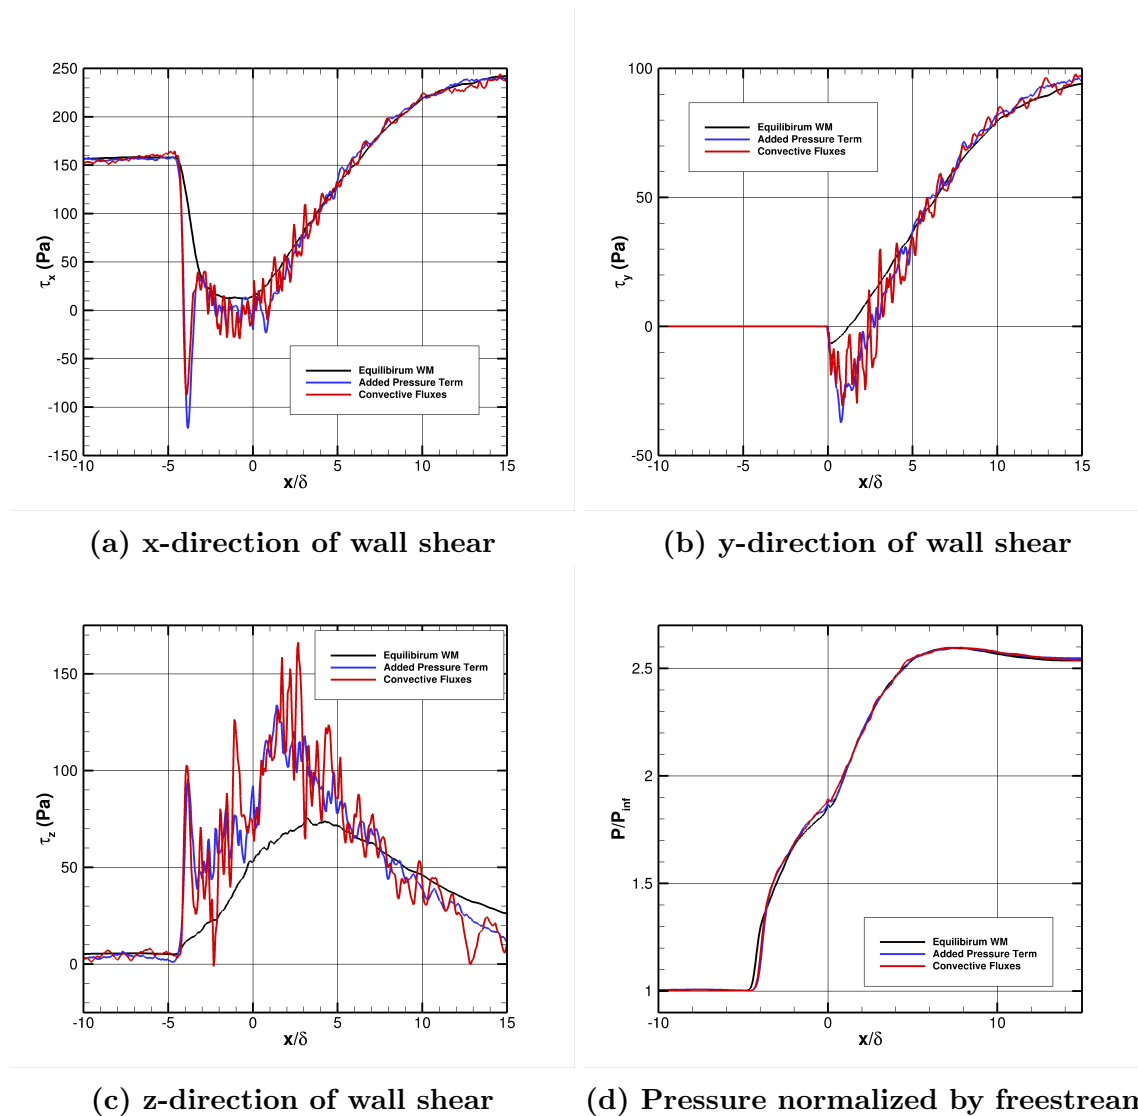 250
200
150
100
50
0
-50
-100
-150
τx (Pa)
-10 -5 0 5 10 15
x/δ
Equilibirum WM
Added Pressure Term
Convective Fluxes
(a) x-direction of wall shear
100
50
0
-50
τy (Pa)
-10 -5 0 5 10 15
x/δ
Equilibirum WM
Added Pressure Term
Convective Fluxes
(b) y-direction of wall shear
150
100
50
0
τz (Pa)
-10 -5 0 5 10 15
x/δ
Equilibirum WM
Added Pressure Term
Convective Fluxes
(c) z-direction of wall shear
2.5
2
1.5
1
P/Pinf
-10 0 10
x/δ
Equilibirum WM
Added Pressure Term
Convective Fluxes
(d) Pressure normalized by freestream